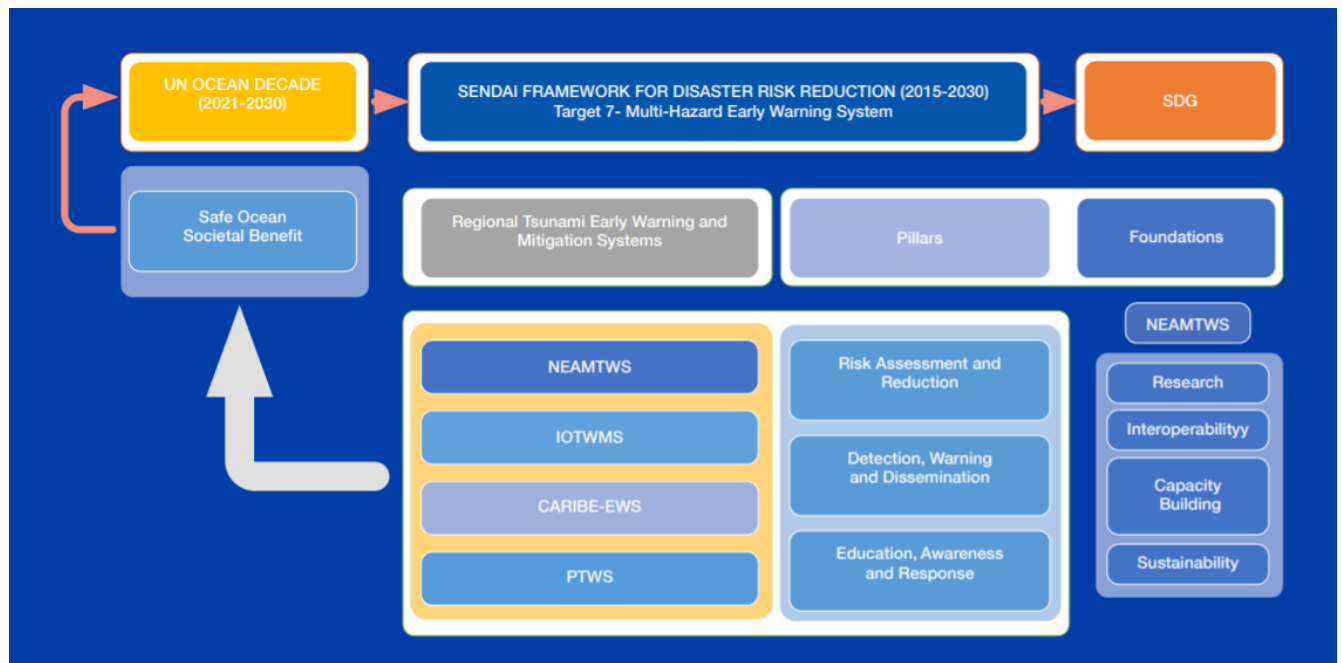 UN OCEAN DECADE
(2021-2030)
SENDAI FRAMEWORK FOR DISASTER RISK REDUCTION (2015-2030)
Target 7- Multi-Hazard Early Warning System
SDG
Safe Ocean
Societal Benefit
Regional Tsunami Early Warning and
Mitigation Systems
Pillars
Foundations
NEAMTWS
IOTWMS
CARIBE-EWS
PTWS
Risk Assessment and
Reduction
Detection, Warning
and Dissemination
Education, Awareness
and Response
NEAMTWS
Research
Interoperabilityy
Capacity
Building
Sustainability